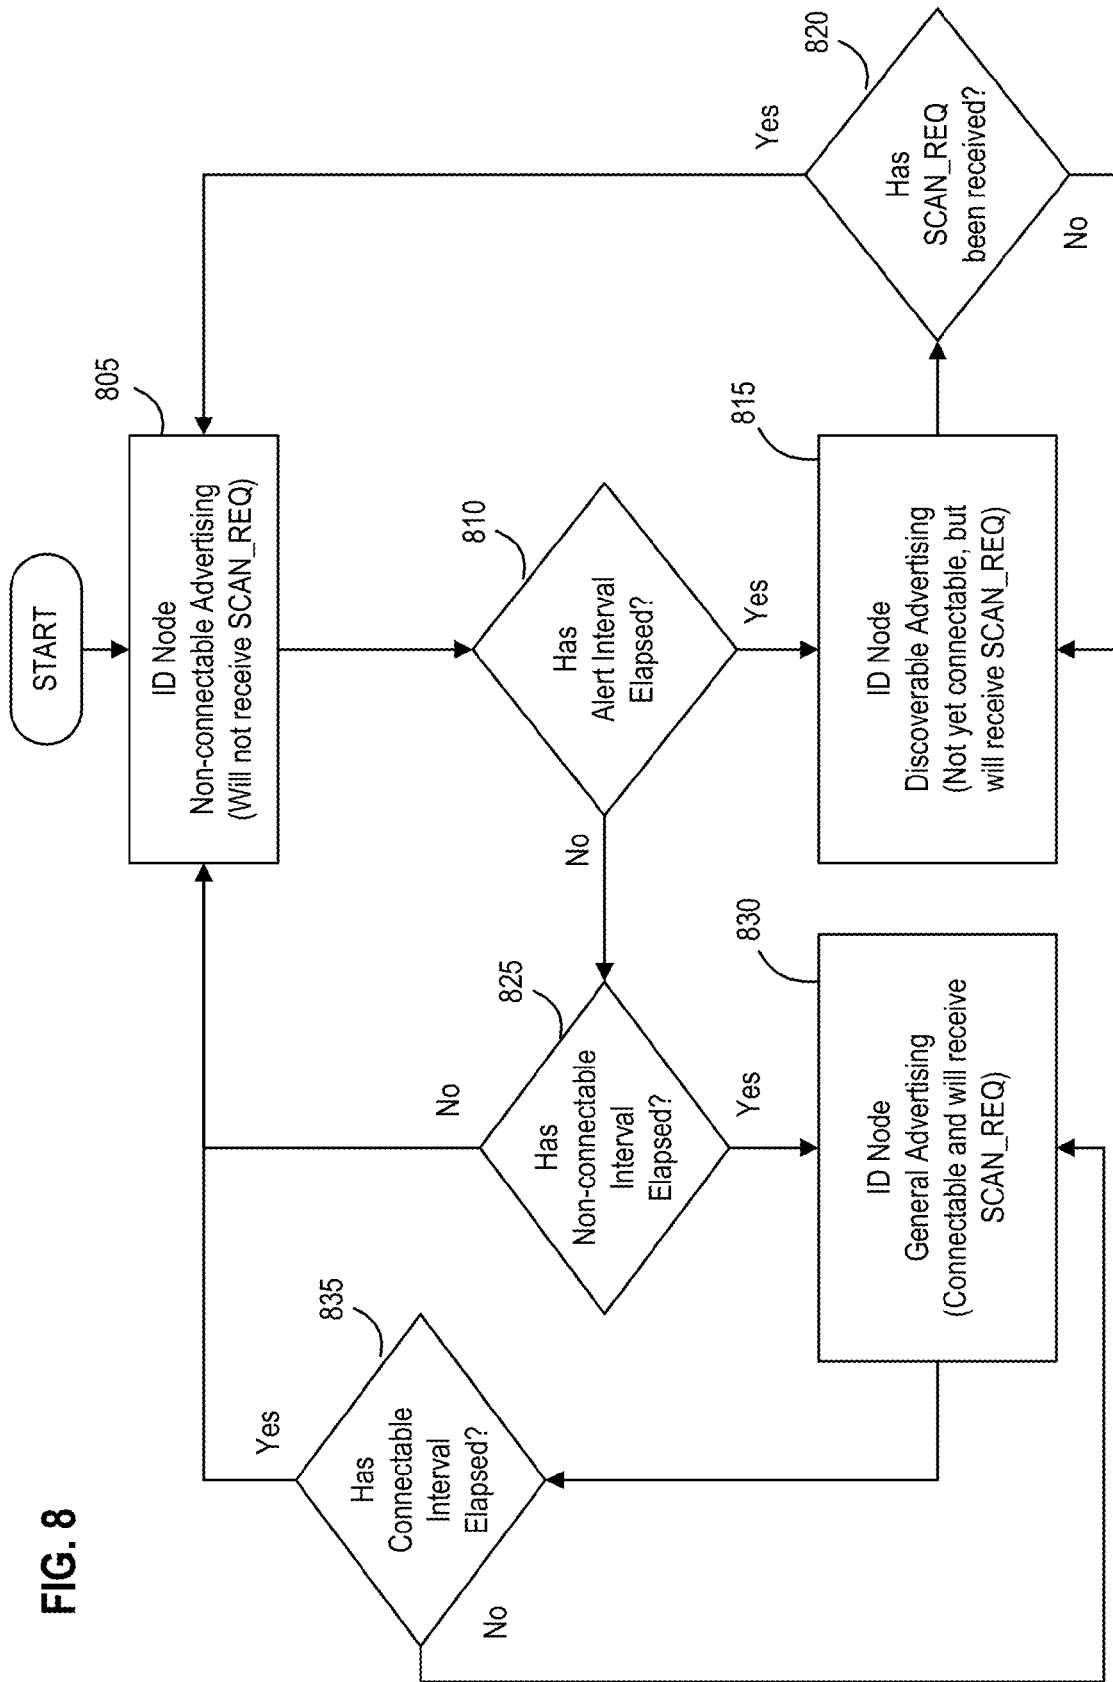 FIG. 8
START
805
ID Node
Non-connectable Advertising
(Will not receive SCAN_REQ)
810
Has
Alert Interval
Elapsed?
Yes
No
815
ID Node
Discoverable Advertising
(Not yet connectable, but
will receive SCAN_REQ)
820
Has
SCAN_REQ
been received?
Yes
No
825
Has
Non-connectable
Interval
Elapsed?
No
Yes
830
ID Node
General Advertising
(Connectable and will receive
SCAN_REQ)
835
Has
Connectable
Interval
Elapsed?
Yes
No